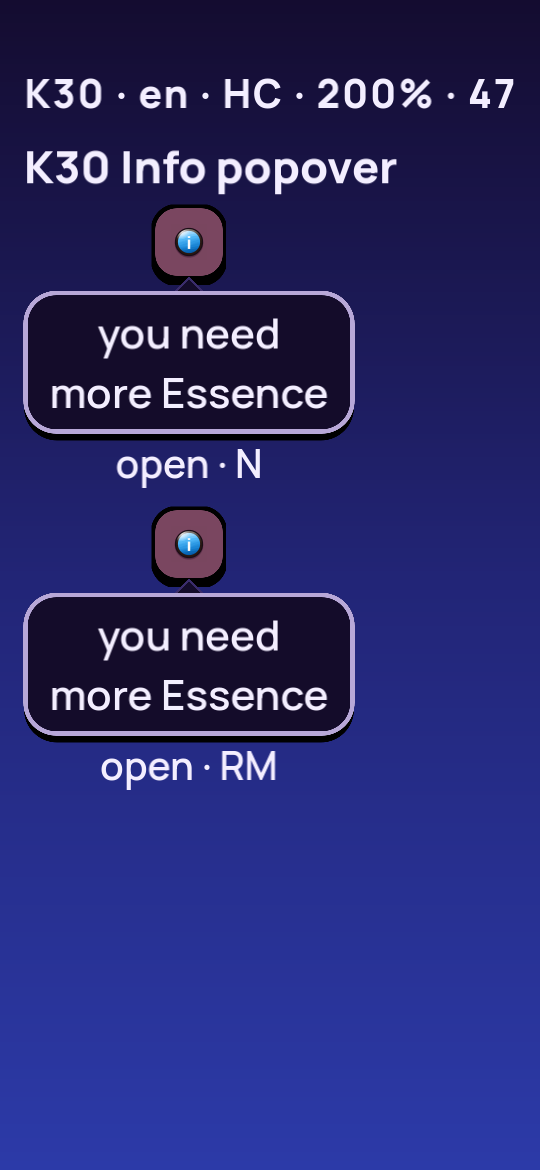 K30 · en · HC · 200% · 47
K30 Info popover
i
you need
more Essence
open · N
i
you need
more Essence
open · RM